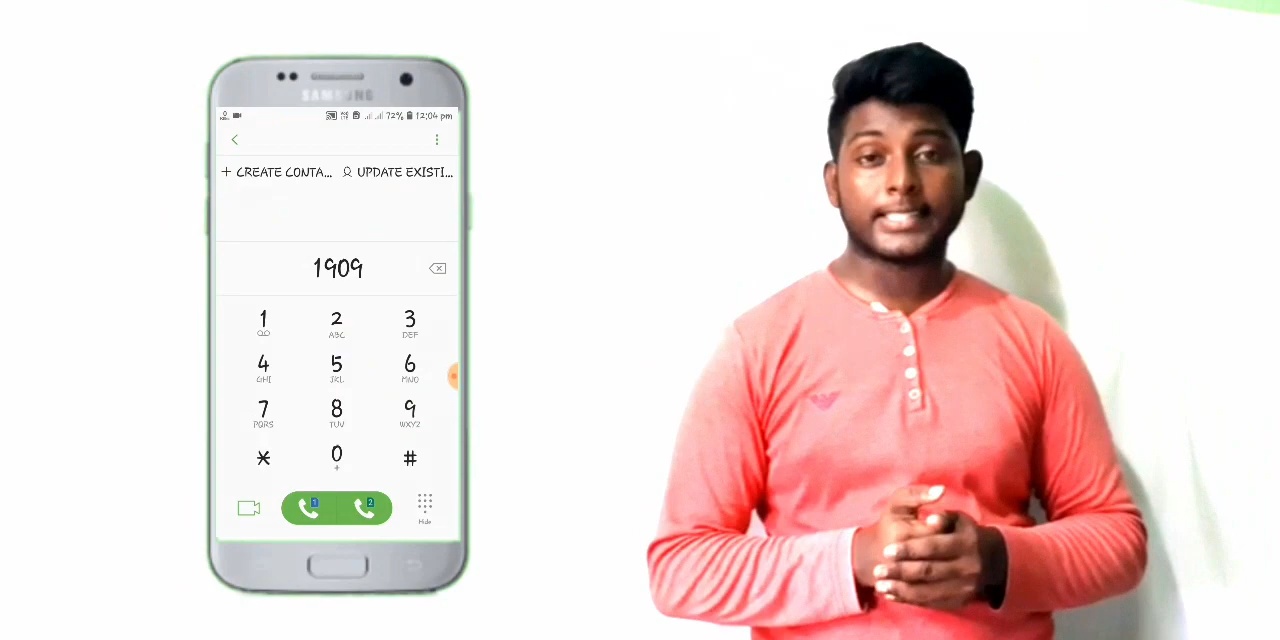 SAMSUNG
72% 12:04 pm
+ CREATE CONTA... UPDATE EXISTI...
1909
1 2 3
ABC DEF
4 5 6
GHI JKL MNO
7 8 9
PQRS TUV WXYZ
* 0 #
+
1 2
Hide